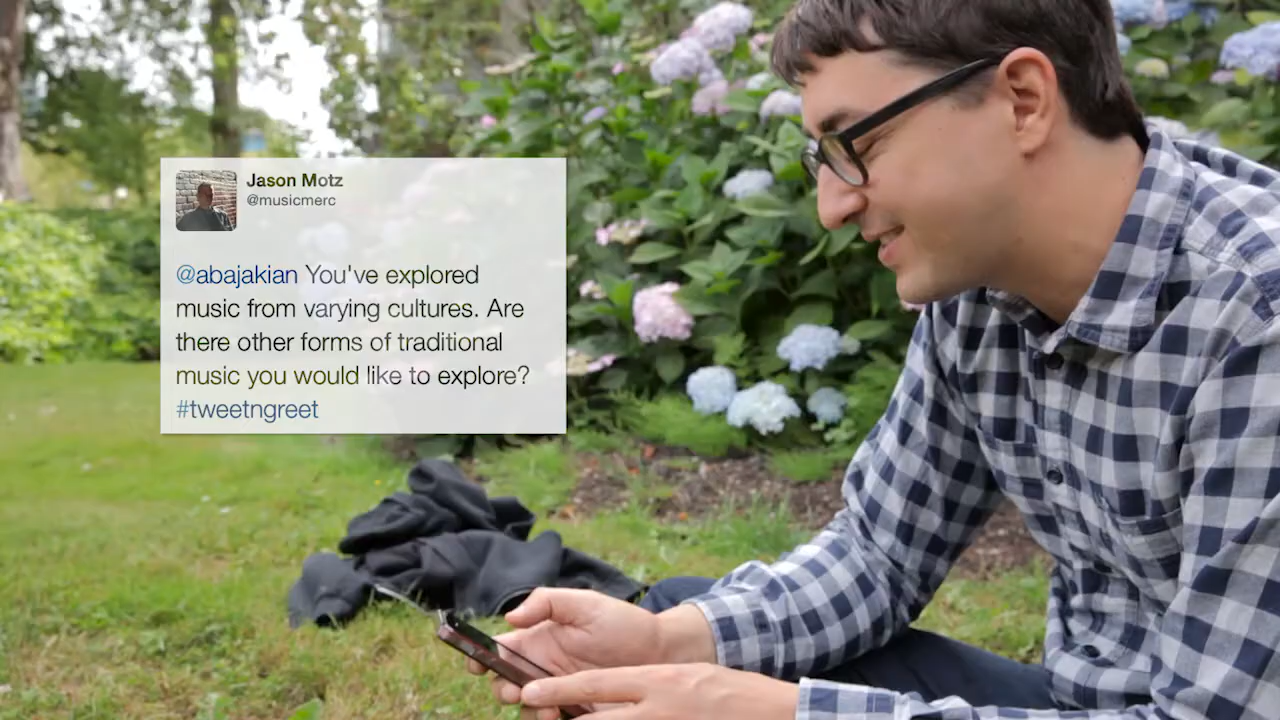 Jason Motz
@musicmerc
@abajakian You've explored
music from varying cultures. Are
there other forms of traditional
music you would like to explore?
#tweetngreet